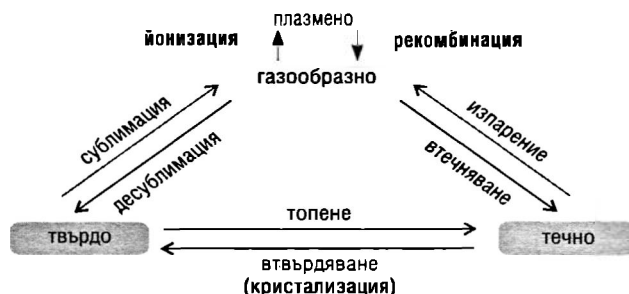 плазмено
йонизация
рекомбинация
газообразно
сублимация
десублимация
изпарение
втечняване
твърдо
топене
течно
втвърдяване
(кристализация)